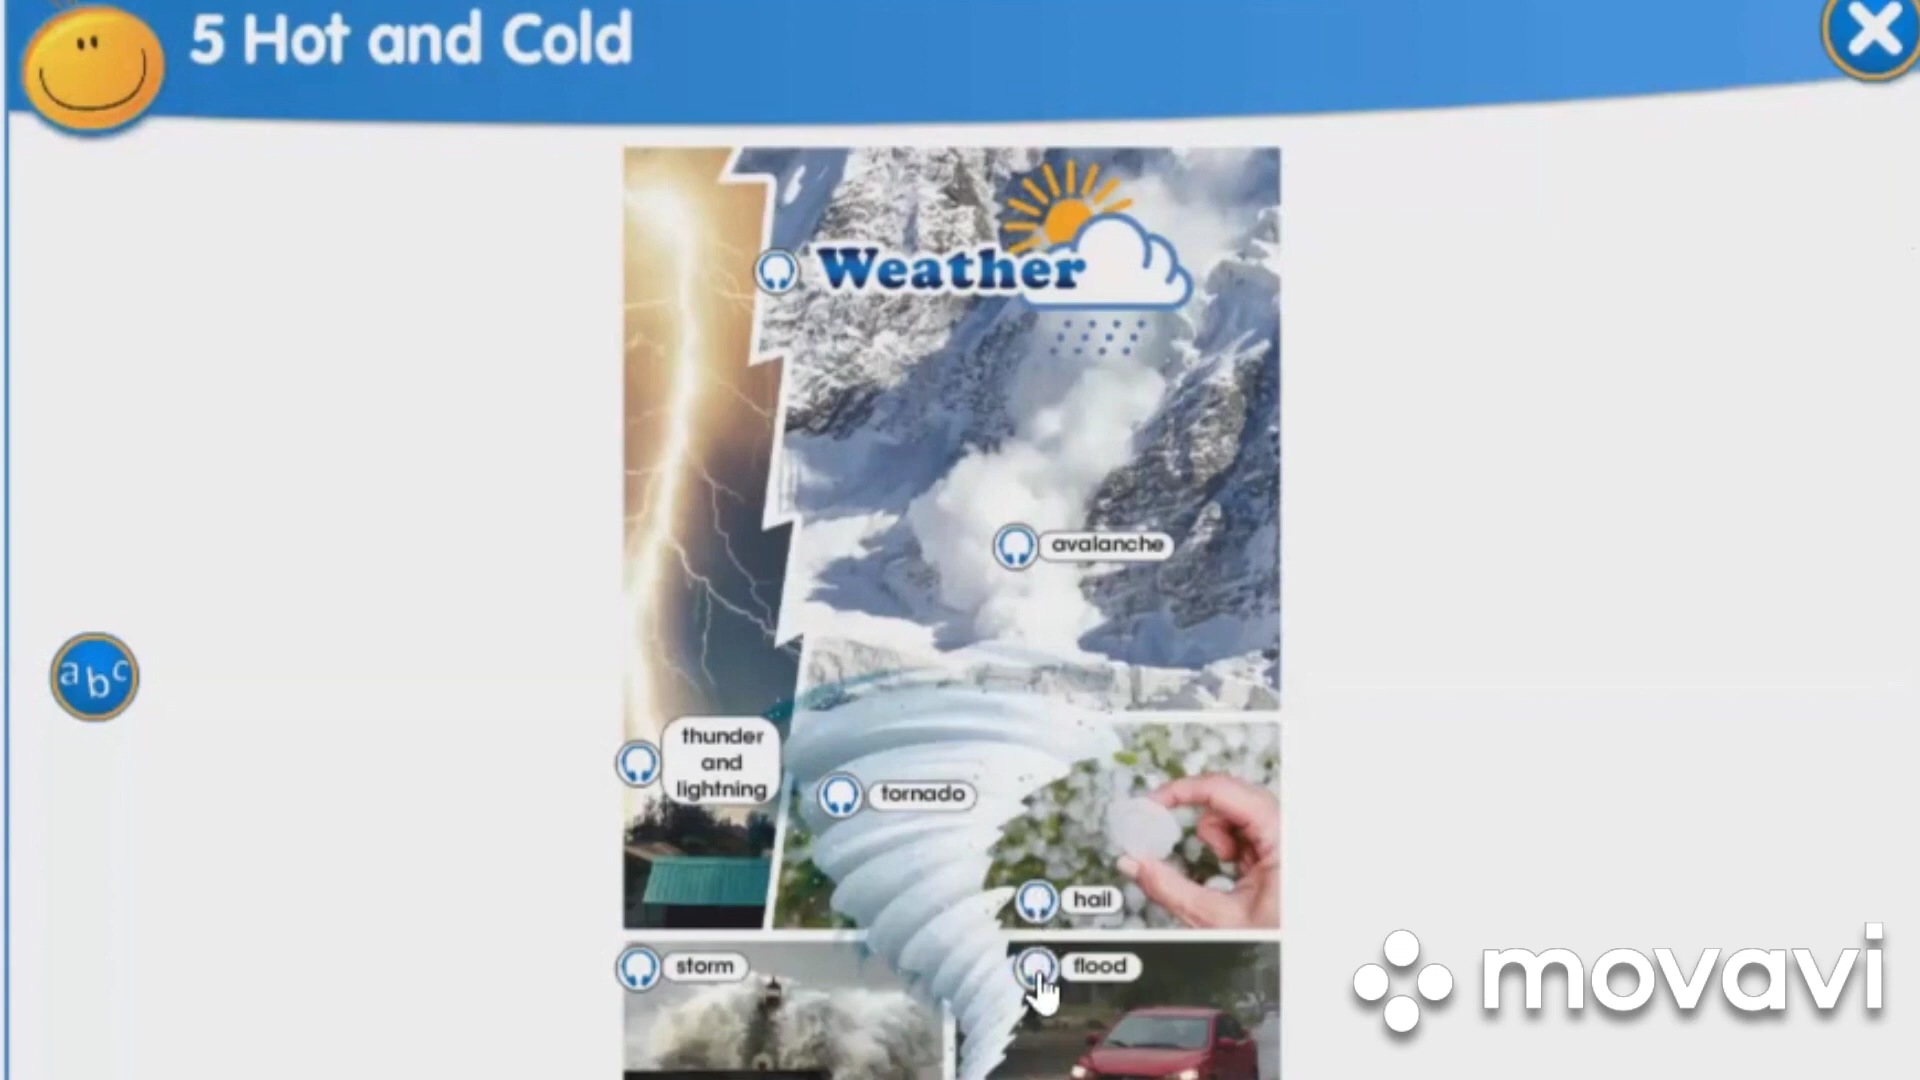 5 Hot and Cold
Weather
avalanche
abc
thunder
and
lightning
tornado
hail
storm
flood
movavi